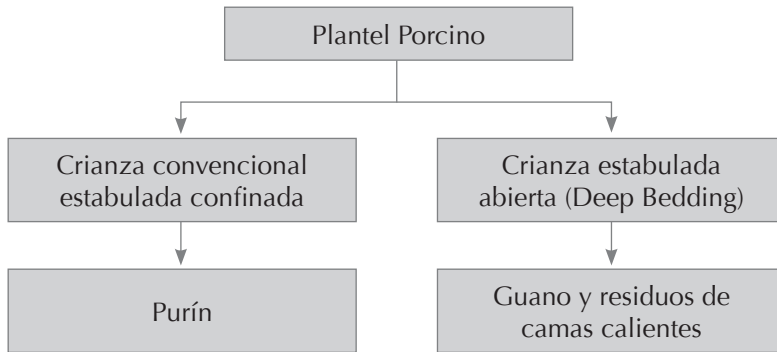 Plantel Porcino
Crianza convencional
estabulada confinada
Crianza estabulada
abierta (Deep Bedding)
Purín
Guano y residuos de
camas calientes